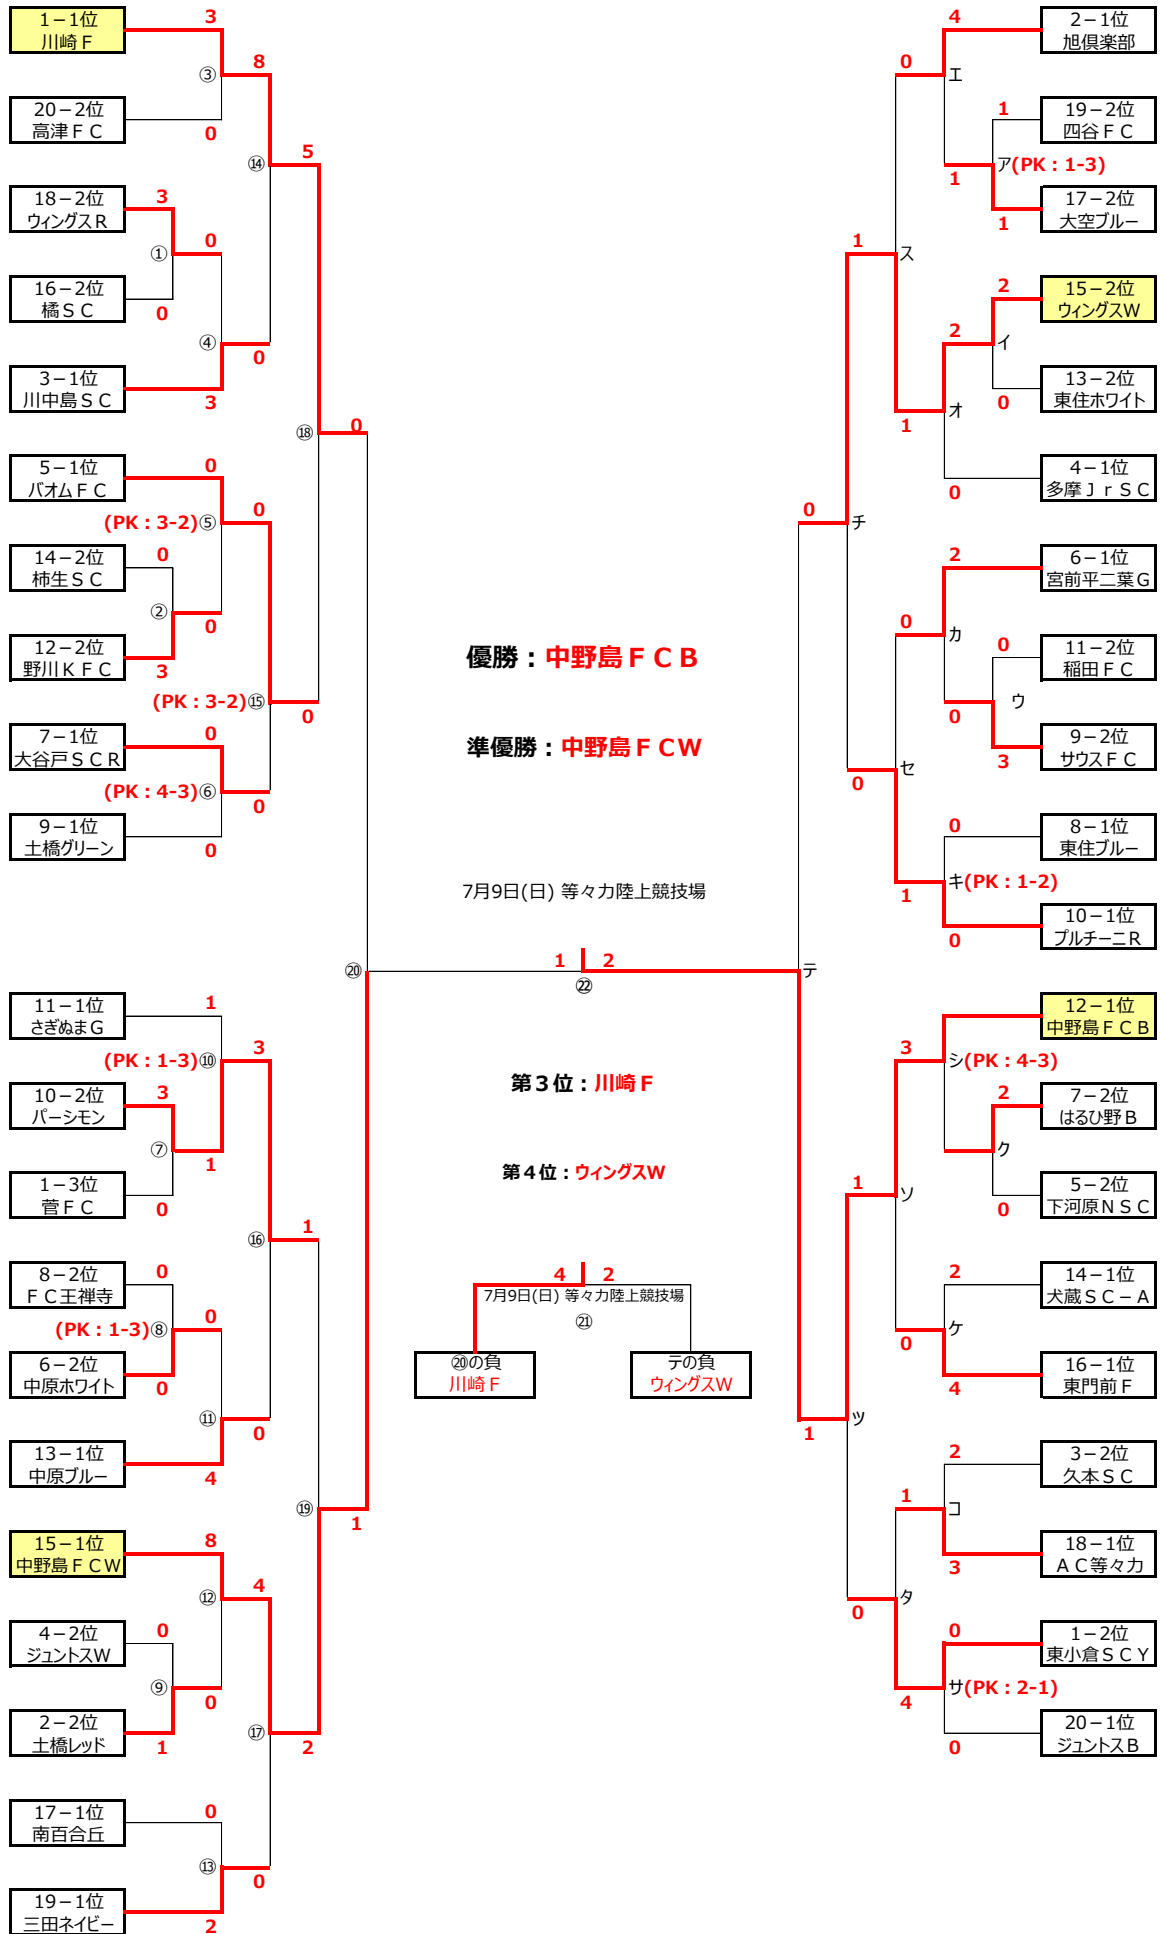 1－1位
川崎Ｆ
3
③
8
20－2位
高津ＦＣ
0
⑭
5
18－2位
ウィングスＲ
3
①
0
16－2位
橘ＳＣ
0
④
0
3－1位
川中島ＳＣ
3
⑱
0
5－1位
バオムＦＣ
0
(PK：3-2)⑤
0
14－2位
柿生ＳＣ
0
②
0
12－2位
野川ＫＦＣ
3
(PK：3-2)⑮
0
7－1位
大谷戸ＳＣＲ
0
(PK：4-3)⑥
0
9－1位
土橋グリーン
0
⑳
11－1位
さぎぬまＧ
1
(PK：1-3)⑩
3
10－2位
パーシモン
3
⑦
1
1－3位
菅ＦＣ
0
⑯
1
8－2位
ＦＣ王禅寺
0
(PK：1-3)⑧
0
6－2位
中原ホワイト
0
⑪
0
13－1位
中原ブルー
4
⑲
1
15－1位
中野島ＦＣＷ
8
⑫
4
4－2位
ジュントスＷ
0
⑨
0
2－2位
土橋レッド
1
⑰
2
17－1位
南百合丘
0
⑬
0
19－1位
三田ネイビー
2
優勝：中野島ＦＣＢ
準優勝：中野島ＦＣＷ
7月9日(日) 等々力陸上競技場
1 2
㉒
第３位：川崎Ｆ
第４位：ウィングスＷ
4 2
7月9日(日) 等々力陸上競技場
㉑
⑳の負
川崎Ｆ
テの負
ウィングスＷ
2－1位
旭倶楽部
4
エ
0
19－2位
四谷ＦＣ
1
ア(PK：1-3)
1
17－2位
大空ブルー
1
ス
1
15－2位
ウィングスＷ
2
イ
2
13－2位
東住ホワイト
0
オ
1
4－1位
多摩ＪｒＳＣ
0
チ
0
6－1位
宮前平二葉Ｇ
2
カ
0
11－2位
稲田ＦＣ
0
ウ
0
9－2位
サウスＦＣ
3
セ
0
8－1位
東住ブルー
0
キ(PK：1-2)
1
10－1位
プルチーニＲ
0
テ
12－1位
中野島ＦＣＢ
シ(PK：4-3)
3
7－2位
はるひ野Ｂ
2
ク
5－2位
下河原ＮＳＣ
0
ソ
1
14－1位
犬蔵ＳＣ－Ａ
2
ケ
0
16－1位
東門前Ｆ
4
ツ
1
3－2位
久本ＳＣ
2
コ
1
18－1位
ＡＣ等々力
3
タ
0
1－2位
東小倉ＳＣＹ
0
サ(PK：2-1)
4
20－1位
ジュントスＢ
0